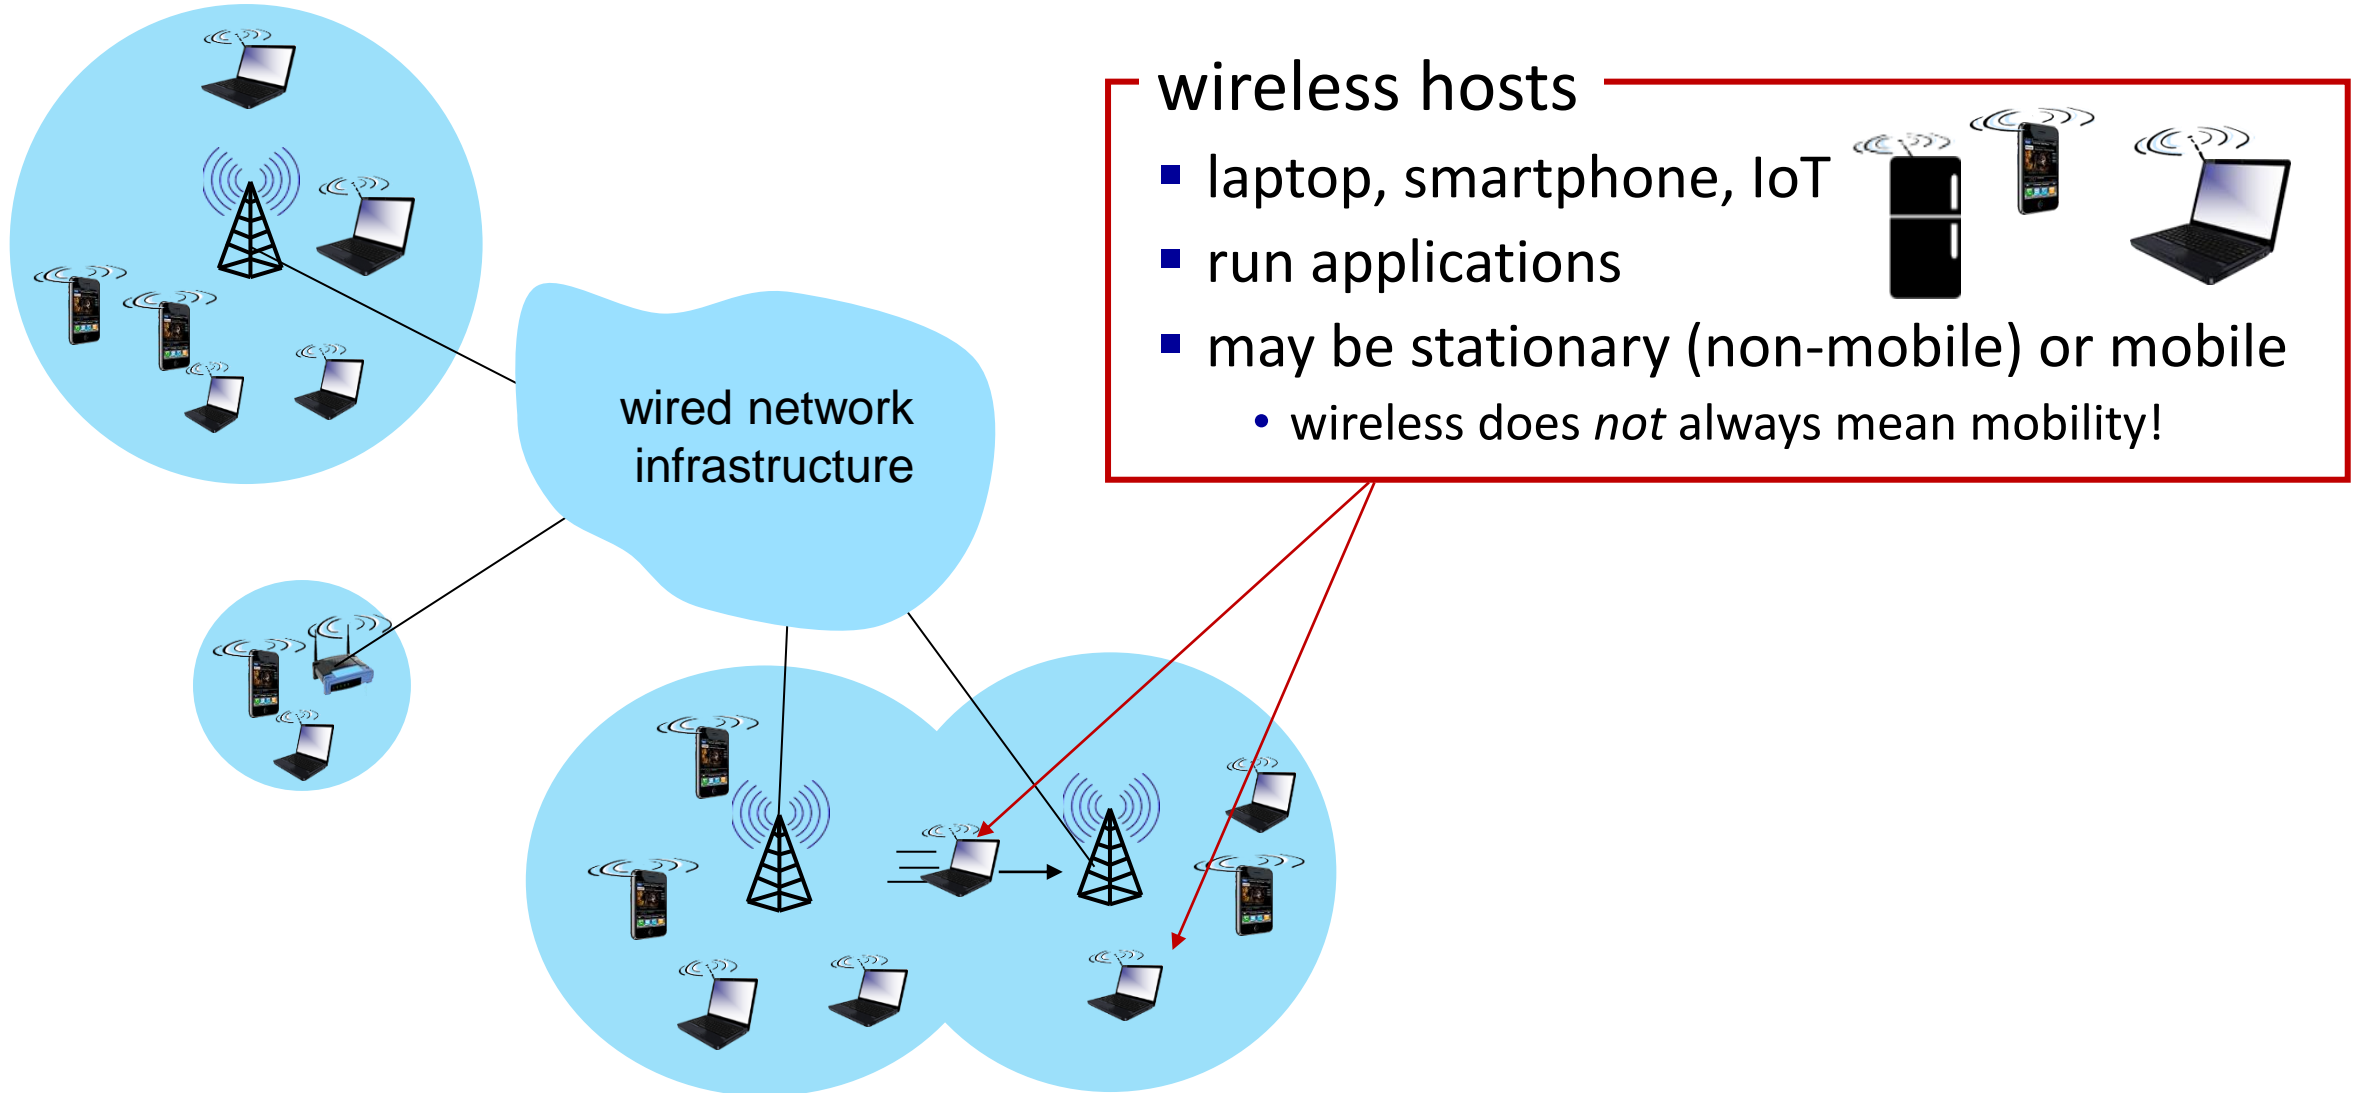 wireless hosts
laptop, smartphone, IoT
run applications
may be stationary (non-mobile) or mobile
wireless does not always mean mobility!
wired network
infrastructure